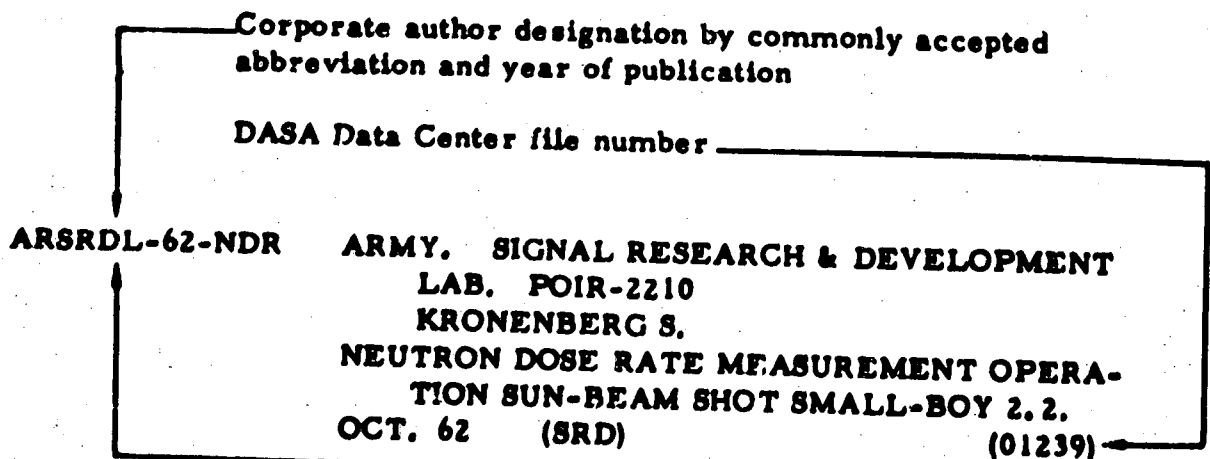 Corporate author designation by commonly accepted
abbreviation and year of publication
DASA Data Center file number
ARSRDL-62-NDR ARMY. SIGNAL RESEARCH & DEVELOPMENT
LAB. POIR-2210
KRONENBERG S.
NEUTRON DOSE RATE MEASUREMENT OPERA-
TION SUN-BEAM SHOT SMALL-BOY 2.2.
OCT. 62 (SRD) (01239)